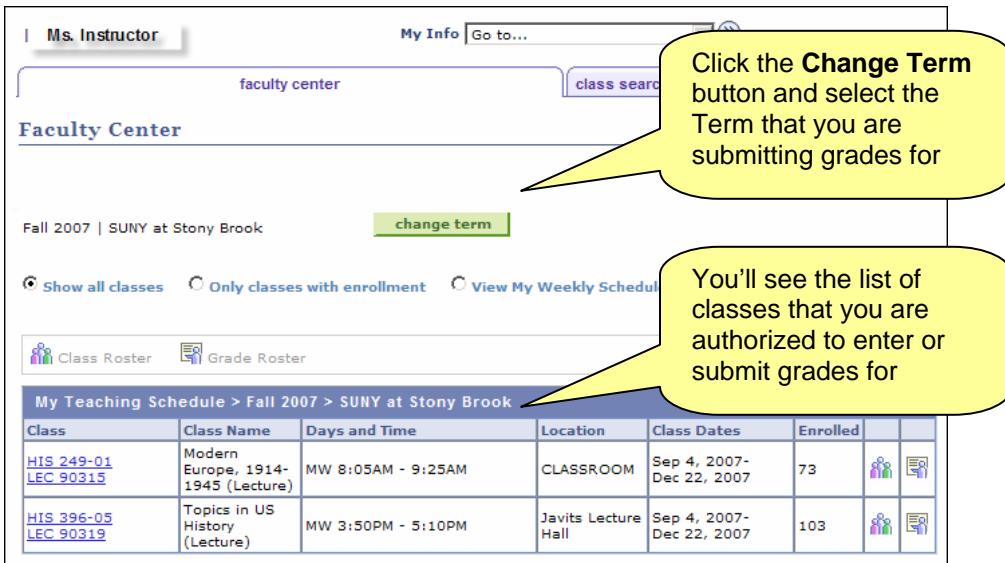 | Ms. Instructor
My Info Go to...
faculty center
class sear
Faculty Center
Click the Change Term
button and select the
Term that you are
submitting grades for
Fall 2007 | SUNY at Stony Brook
change term
Show all classes Only classes with enrollment View My Weekly Schedul
You’ll see the list of
classes that you are
authorized to enter or
submit grades for
Class Roster Grade Roster
My Teaching Schedule > Fall 2007 > SUNY at Stony Brook
Class Class Name Days and Time Location Class Dates Enrolled
HIS 249-01
LEC 90315
Modern
Europe, 1914-
1945 (Lecture)
MW 8:05AM - 9:25AM
CLASSROOM
Sep 4, 2007-
Dec 22, 2007
73
HIS 396-05
LEC 90319
Topics in US
History
(Lecture)
MW 3:50PM - 5:10PM
Javits Lecture
Hall
Sep 4, 2007-
Dec 22, 2007
103